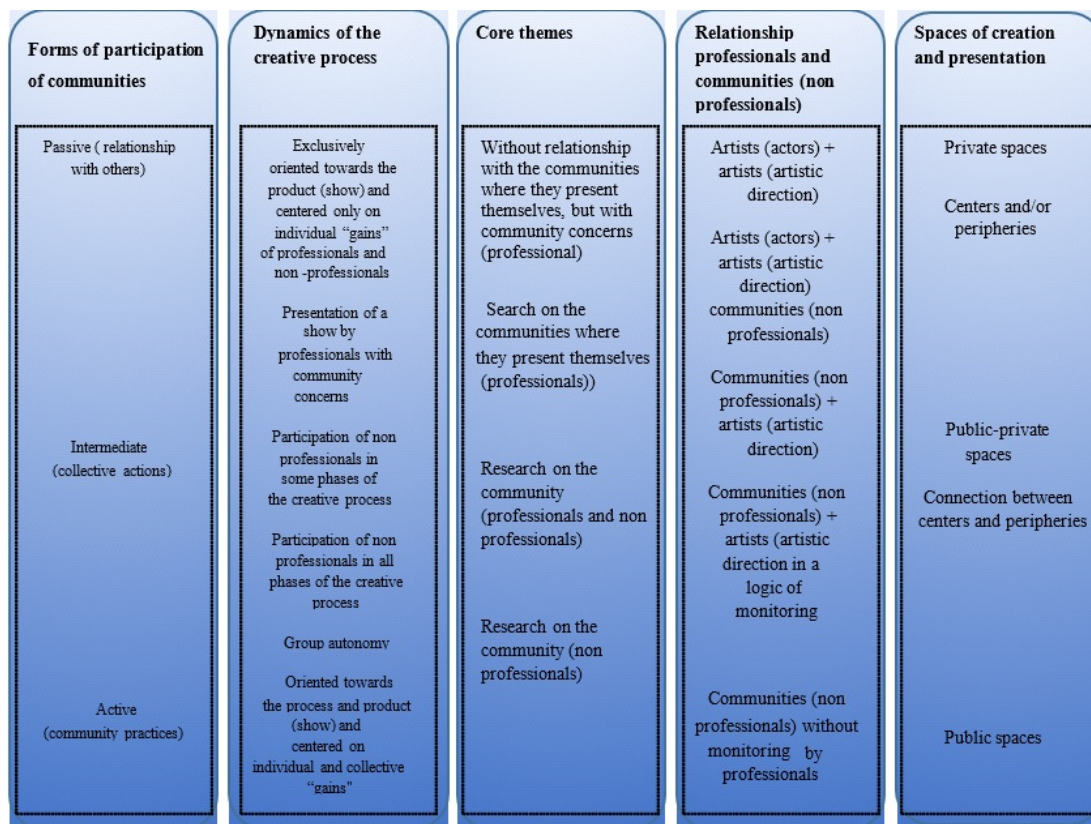 Forms of participation
of communities
Passive ( relationship
with others)
Intermediate
(collective actions)
Active
(community practices)
Dynamics of the
creative process
Exclusively
oriented towards the
product (show) and
centered only on
individual “gains”
of professionals and
non -professionals
Presentation of a
show by
professionals with
community
concerns
Participation of non
professionals in
some phases of
the creative process
Participation of non
professionals in all
phases of the creative
process
Group autonomy
Oriented towards
the process and product
(show) and
centered on
individual and collective
“gains"
Core themes
Without relationship
with the communities
where they present
themselves, but with
community concerns
(professional)
Search on the
communities where
they present themselves
(professionals))
Research on the
community
(professionals and non
professionals)
Research on the
community (non
professionals)
Relationship
professionals and
communities (non
professionals)
Artists (actors) +
artists (artistic
direction)
Artists (actors) +
artists (artistic
direction)
communities (non
professionals)
Communities (non
professionals) +
artists (artistic
direction)
Communities (non
professionals) +
artists (artistic
direction in a
logic of
monitoring
Communities (non
professionals) without
monitoring by
professionals
Spaces of creation
and presentation
Private spaces
Centers and/or
peripheries
Public-private
spaces
Connection between
centers and peripheries
Public spaces